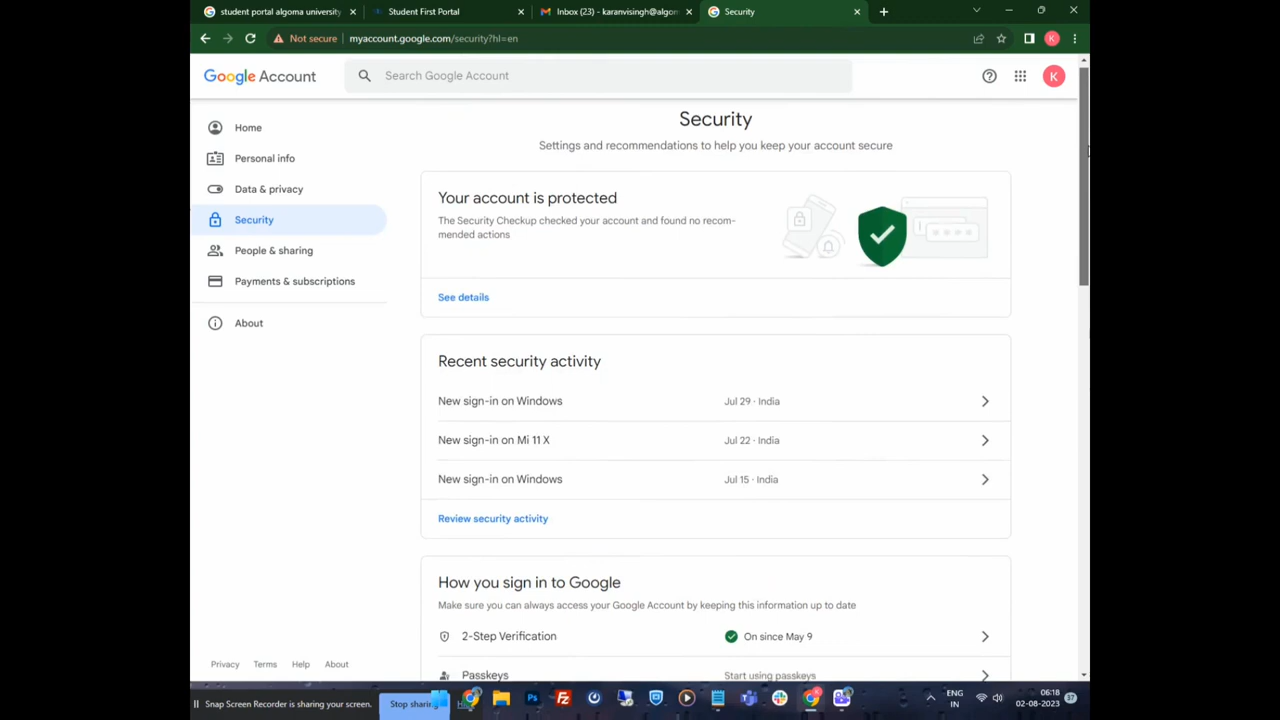 student portal algoma university
Student First Portal
Inbox (23) - karanvisingh@algom
Security
Not secure
myaccount.google.com/security?hl=en
K
Google Account
Search Google Account
K
Home
Personal info
Data & privacy
Security
People & sharing
Payments & subscriptions
About
Security
Settings and recommendations to help you keep your account secure
Your account is protected
The Security Checkup checked your account and found no recom-
mended actions
See details
Recent security activity
New sign-in on Windows
Jul 29 · India
New sign-in on Mi 11 X
Jul 22 · India
New sign-in on Windows
Jul 15 · India
Review security activity
How you sign in to Google
Make sure you can always access your Google Account by keeping this information up to date
2-Step Verification
On since May 9
Passkeys
Start using passkeys
Privacy Terms Help About
Snap Screen Recorder is sharing your screen.
Stop sharing
ENG
IN
06:18
02-08-2023
37